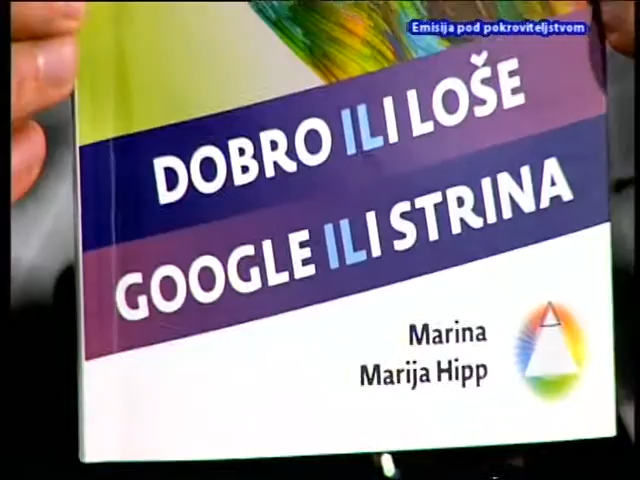 Emisija pod pokroviteljstvom
DOBRO ILI LOŠE
GOOGLE ILI STRINA
Marina
Marija Hipp